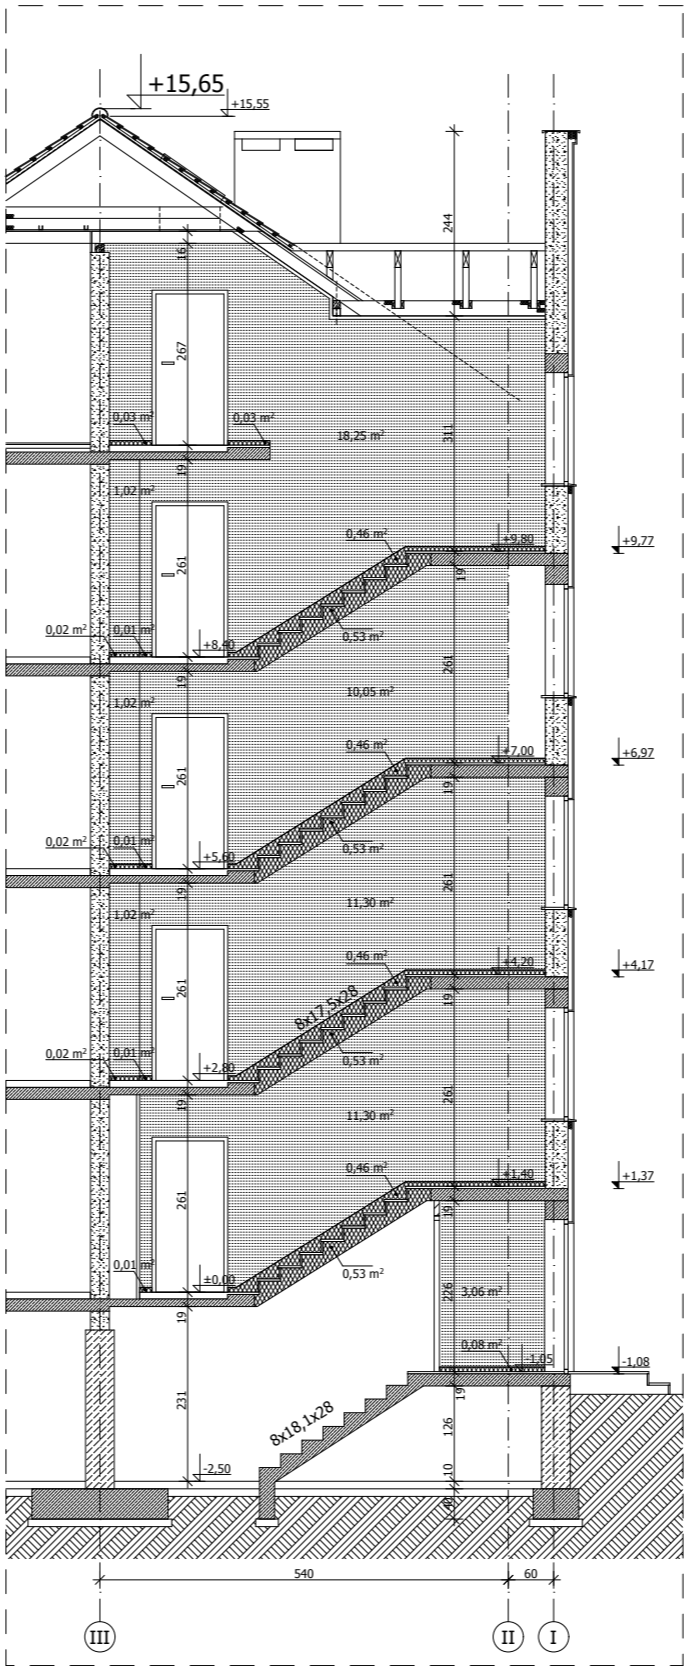 +15,65
+15,55
244
16
267
0,03 m²
0,03 m²
18,25 m²
311
19
1,02 m²
0,46 m²
+9,80
+9,77
19
261
0,02 m²
0,01 m²
+8,40
0,53 m²
261
19
1,02 m²
10,05 m²
0,46 m²
+7,00
+6,97
19
261
0,02 m²
0,01 m²
+5,60
0,53 m²
261
19
1,02 m²
11,30 m²
0,46 m²
+4,20
+4,17
8x17,5x28
19
261
0,02 m²
0,01 m²
+2,80
0,53 m²
261
19
11,30 m²
0,46 m²
+1,40
+1,37
19
261
0,01 m²
±0,00
0,53 m²
226
3,06 m²
19
0,08 m²
-1,05
-1,08
19
231
8x18,1x28
126
-2,50
10
40
540
60
III
II
I